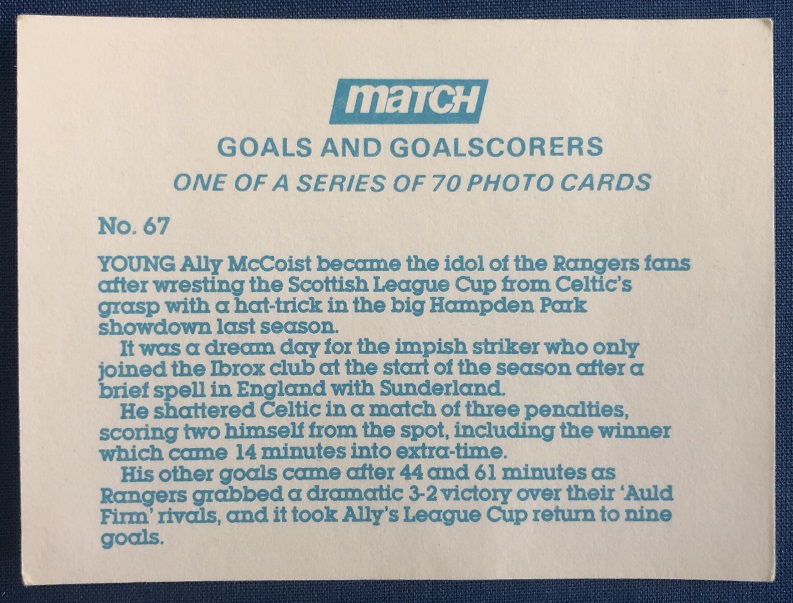 maTCH
GOALS AND GOALSCORERS
ONE OF A SERIES OF 70 PHOTO CARDS
No. 67
YOUNG Ally McCoist became the idol of the Rangers fans
after wresting the Scottish League Cup from Celtic's
grasp with a hat-trick in the big Hampden Park
showdown last season.
It was a dream day for the impish striker who only
joined the Ibrox club at the start of the season after a
brief spell in England with Sunderland.
He shattered Celtic in a match of three penalties,
scoring two himself from the spot, including the winner
which came 14 minutes into extra-time.
His other goals came after 44 and 61 minutes as
Rangers grabbed a dramatic 3-2 victory over their 'Auld
Firm' rivals, and it took Ally's League Cup return to nine
goals.